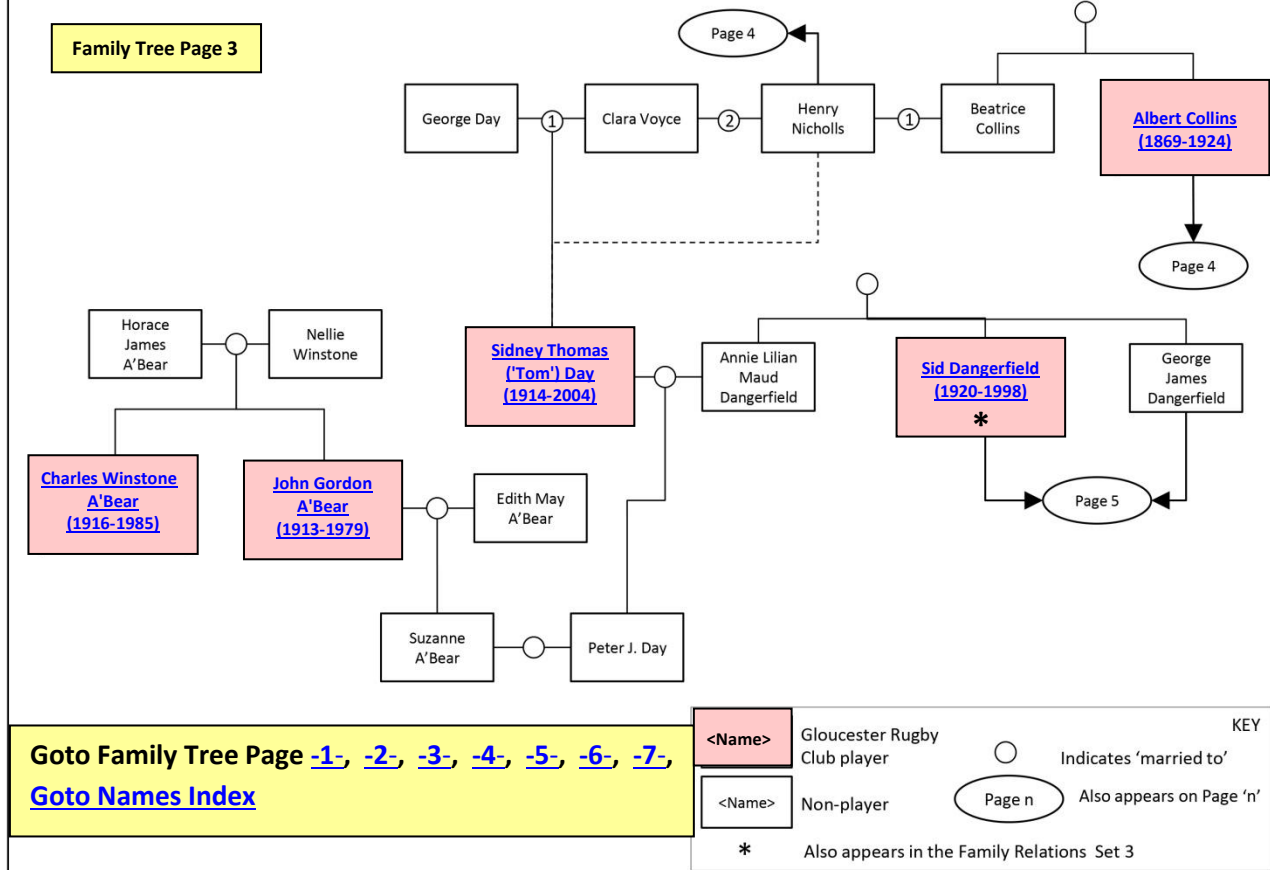 Family Tree Page 3
Page 4
George Day
1
Clara Voyce
2
Henry
Nicholls
1
Beatrice
Collins
Albert Collins
(1869-1924)
Page 4
Horace
James
A’Bear
Nellie
Winstone
Sidney Thomas
('Tom') Day
(1914-2004)
Annie Lilian
Maud
Dangerfield
Sid Dangerfield
(1920-1998)
*
George
James
Dangerfield
Charles Winstone
A'Bear
(1916-1985)
John Gordon
A'Bear
(1913-1979)
Edith May
A’Bear
Page 5
Suzanne
A’Bear
Peter J. Day
Goto Family Tree Page -1-, -2-, -3-, -4-, -5-, -6-, -7-,
Goto Names Index
KEY
<Name>
Gloucester Rugby
Club player
Indicates ‘married to’
<Name>
Non-player
Page n
Also appears on Page ‘n’
* Also appears in the Family Relations Set 3